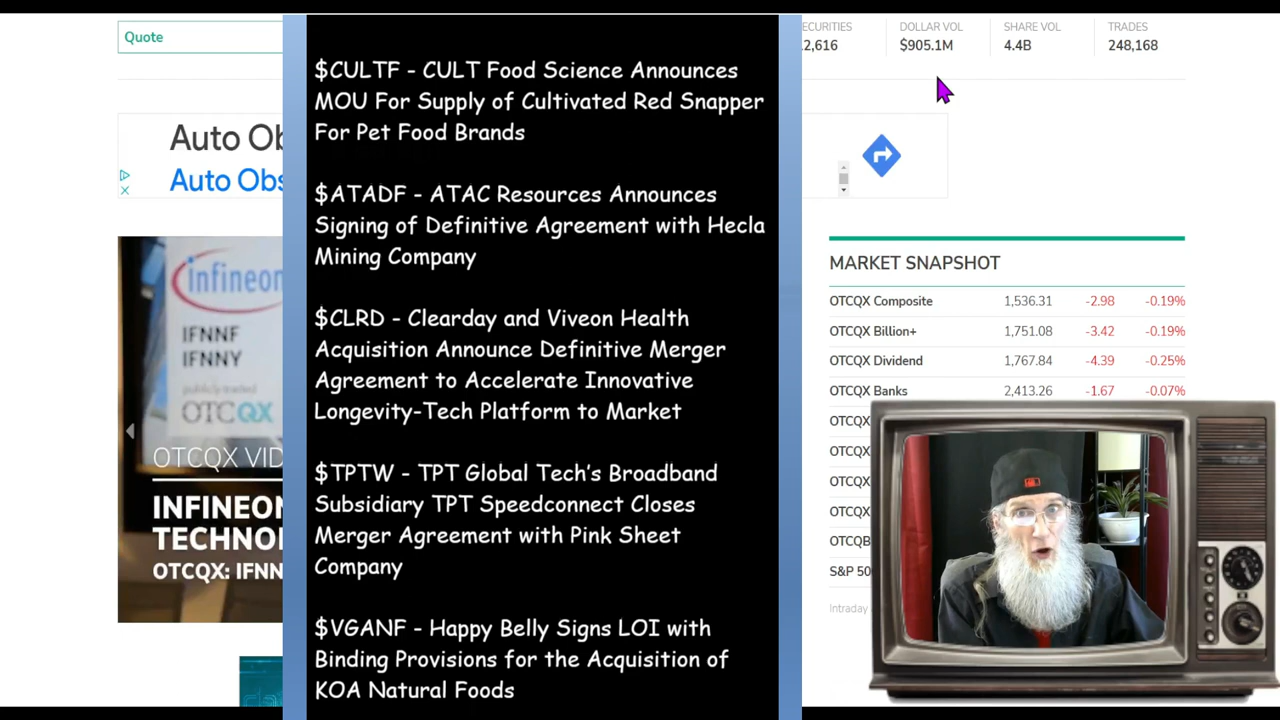 Quote
ECURITIES
DOLLAR VOL
SHARE VOL
TRADES
2,616
$905.1M
4.4B
248,168
$CULTF - CULT Food Science Announces
MOU For Supply of Cultivated Red Snapper
For Pet Food Brands
$ATADF - ATAC Resources Announces
Signing of Definitive Agreement with Hecla
Mining Company
$CLRD - Clearday and Viveon Health
Acquisition Announce Definitive Merger
Agreement to Accelerate Innovative
Longevity-Tech Platform to Market
$TPTW - TPT Global Tech's Broadband
Subsidiary TPT Speedconnect Closes
Merger Agreement with Pink Sheet
Company
$VGANF - Happy Belly Signs LOI with
Binding Provisions for the Acquisition of
KOA Natural Foods
Auto Ob
Auto Obs
infineon
IFNNF
IFNNY
publicly traded
OTCQX
OTCQX VID
INFINEON
TECHNO
OTCQX: IFNN
MARKET SNAPSHOT
OTCQX Composite 1,536.31 -2.98 -0.19%
OTCQX Billion+ 1,751.08 -3.42 -0.19%
OTCQX Dividend 1,767.84 -4.39 -0.25%
OTCQX Banks 2,413.26 -1.67 -0.07%
OTCQX
OTCQX
OTCQX
OTCQX
OTCQB
S&P 50
Intraday